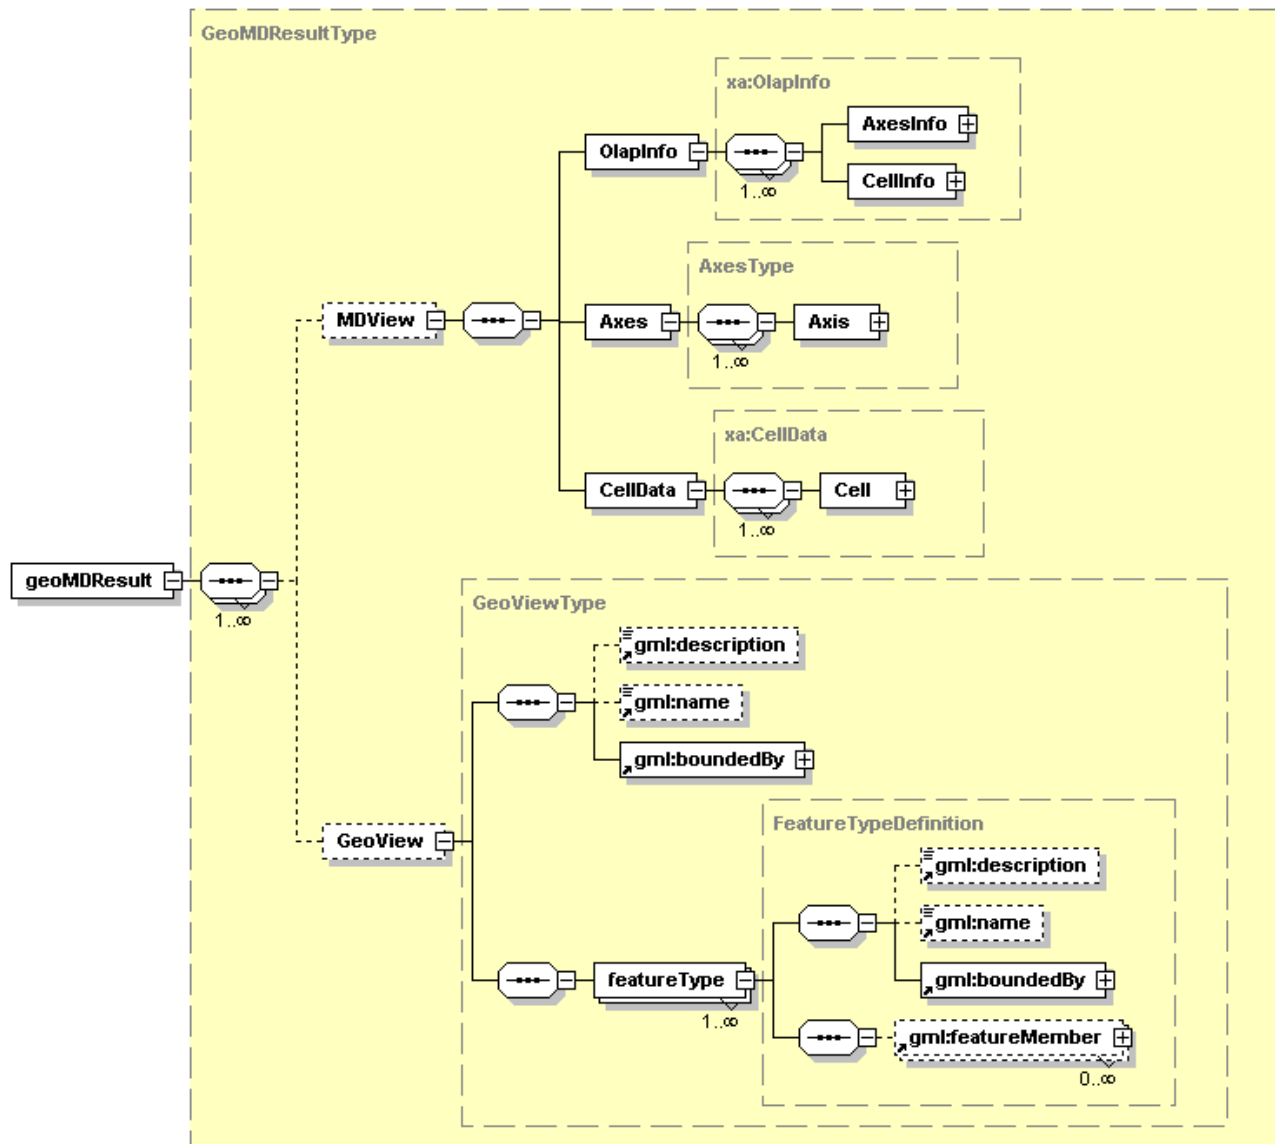 GeoMDResultType
xa:OlapInfo
AxesInfo
OlapInfo
CellInfo
1..∞
AxesType
MDView
Axes
Axis
1..∞
xa:CellData
CellData
Cell
1..∞
geoMDResult
1..∞
GeoViewType
gml:description
gml:name
gml:boundedBy
GeoView
FeatureTypeDefinition
gml:description
gml:name
featureType
gml:boundedBy
1..∞
gml:featureMember
0..∞